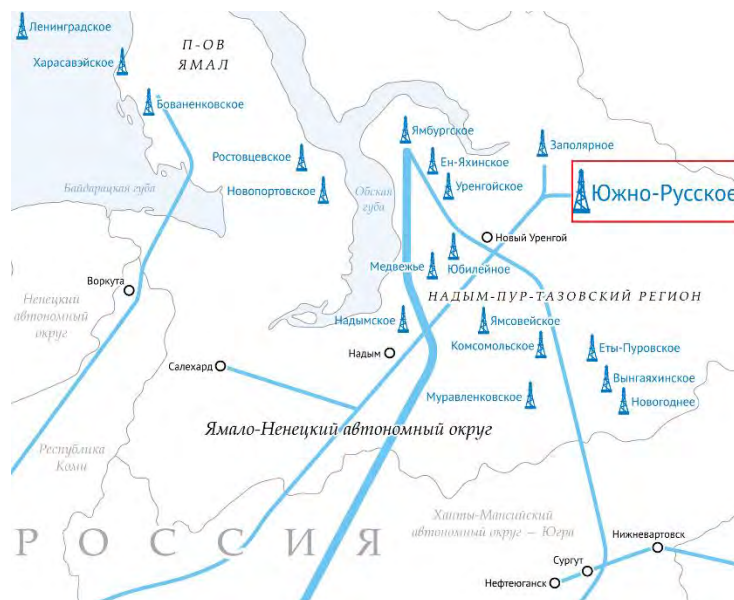 Ленинградское
П-ОВ
ЯМАЛ
Харасавэйское
Бованенковское
Ямбургское
Заполярное
Ростовцевское
Ен-Яхинское
Уренгойское
Новопортовское
Южно-Русское
Байдарацкая губа
Обская
губа
Новый Уренгой
Медвежье
Юбилейное
Воркута
НАДЫМ-ПУР-ТАЗОВСКИЙ РЕГИОН
Ненецкий
автономный
округ
Надымское
Ямсовейское
Комсомольское
Еты-Пуровское
Надым
Салехард
Вынгаяхинское
Муравленковское
Новогоднее
Ямало-Ненецкий автономный округ
Республика
Коми
Ханты-Мансийский
автономный округ – Югра
РОССИЯ
Нижневартовск
Сургут
Нефтеюганск